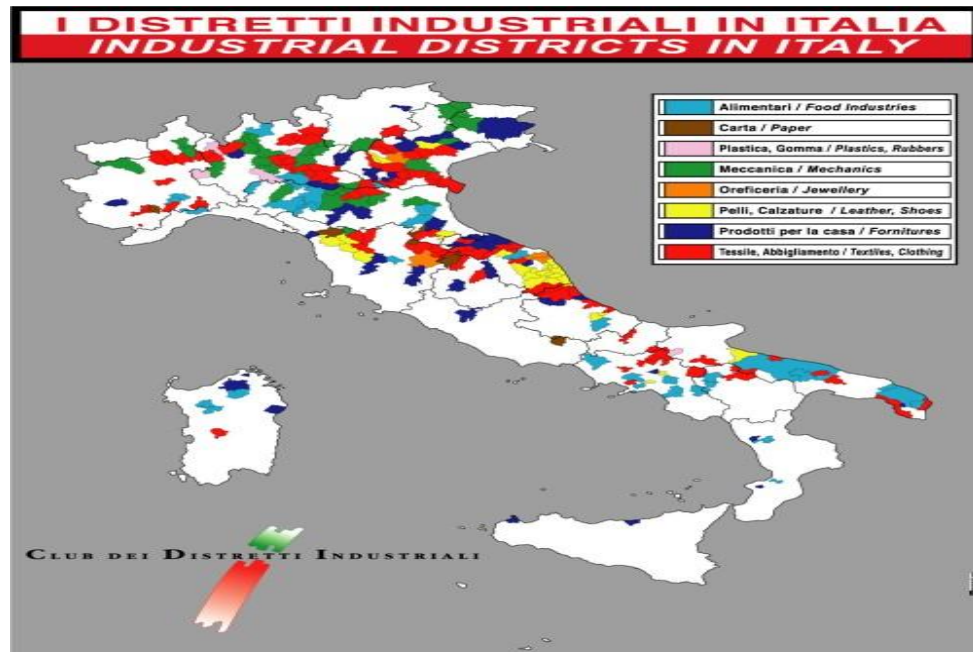 I DISTRETTI INDUSTRIALI IN ITALIA
INDUSTRIAL DISTRICTS IN ITALY
Alimentari / Food Industries
Carta / Paper
Plastica, Gomma / Plastics, Rubbers
Meccanica / Mechanics
Oreficeria / Jewellery
Pelli, Calzature / Leather, Shoes
Prodotti per la casa / Fornitures
Tessile, Abbigliamento / Textiles, Clothing
CLUB DEI DISTRETTI INDUSTRIALI